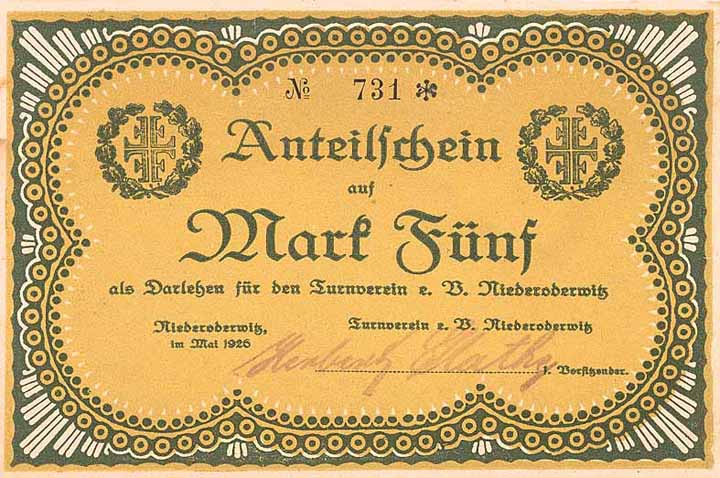 № 731 *
Anteilschein
auf
Mark Fünf
als Darlehen für den Turnverein e. V. Niederoderwitz
Niederoderwitz,
im Mai 1926
Turnverein e. V. Niederoderwitz
1. Vorsitzender.